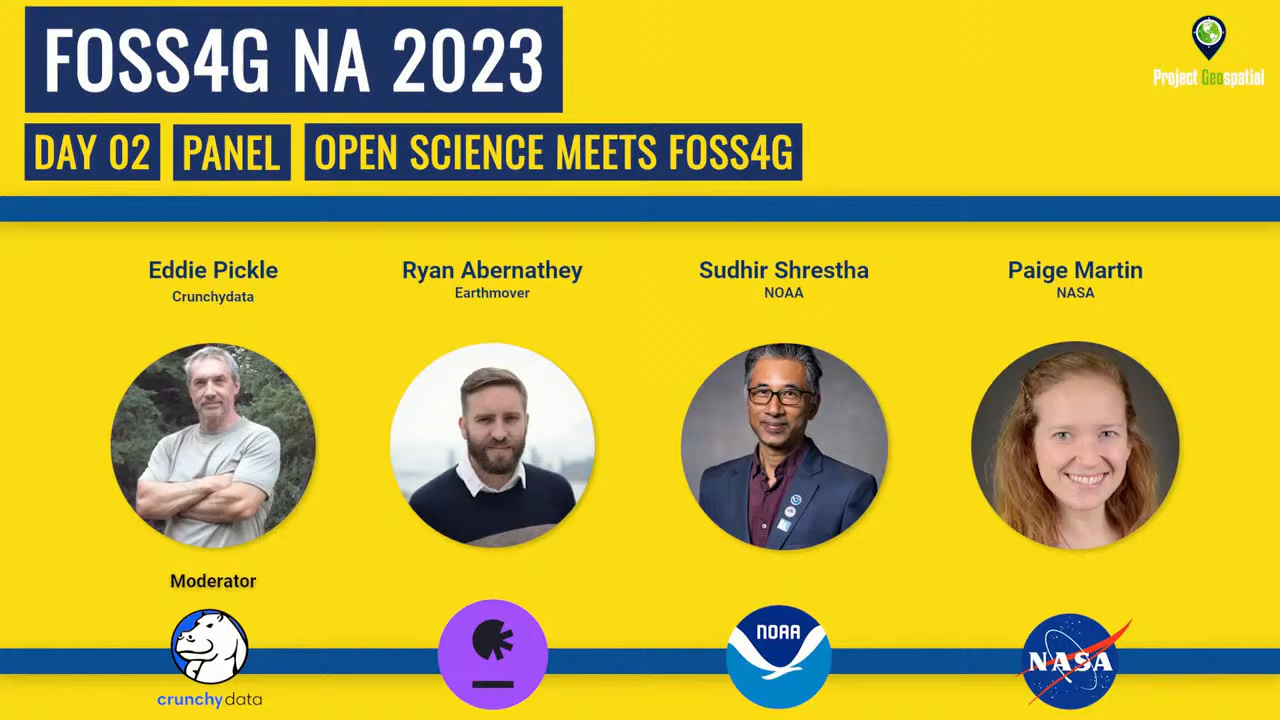 FOSS4G NA 2023
Project Geospatial
DAY 02 PANEL OPEN SCIENCE MEETS FOSS4G
Eddie Pickle
Crunchydata
Ryan Abernathey
Earthmover
Sudhir Shrestha
NOAA
Paige Martin
NASA
Moderator
crunchydata
NOAA
NASA